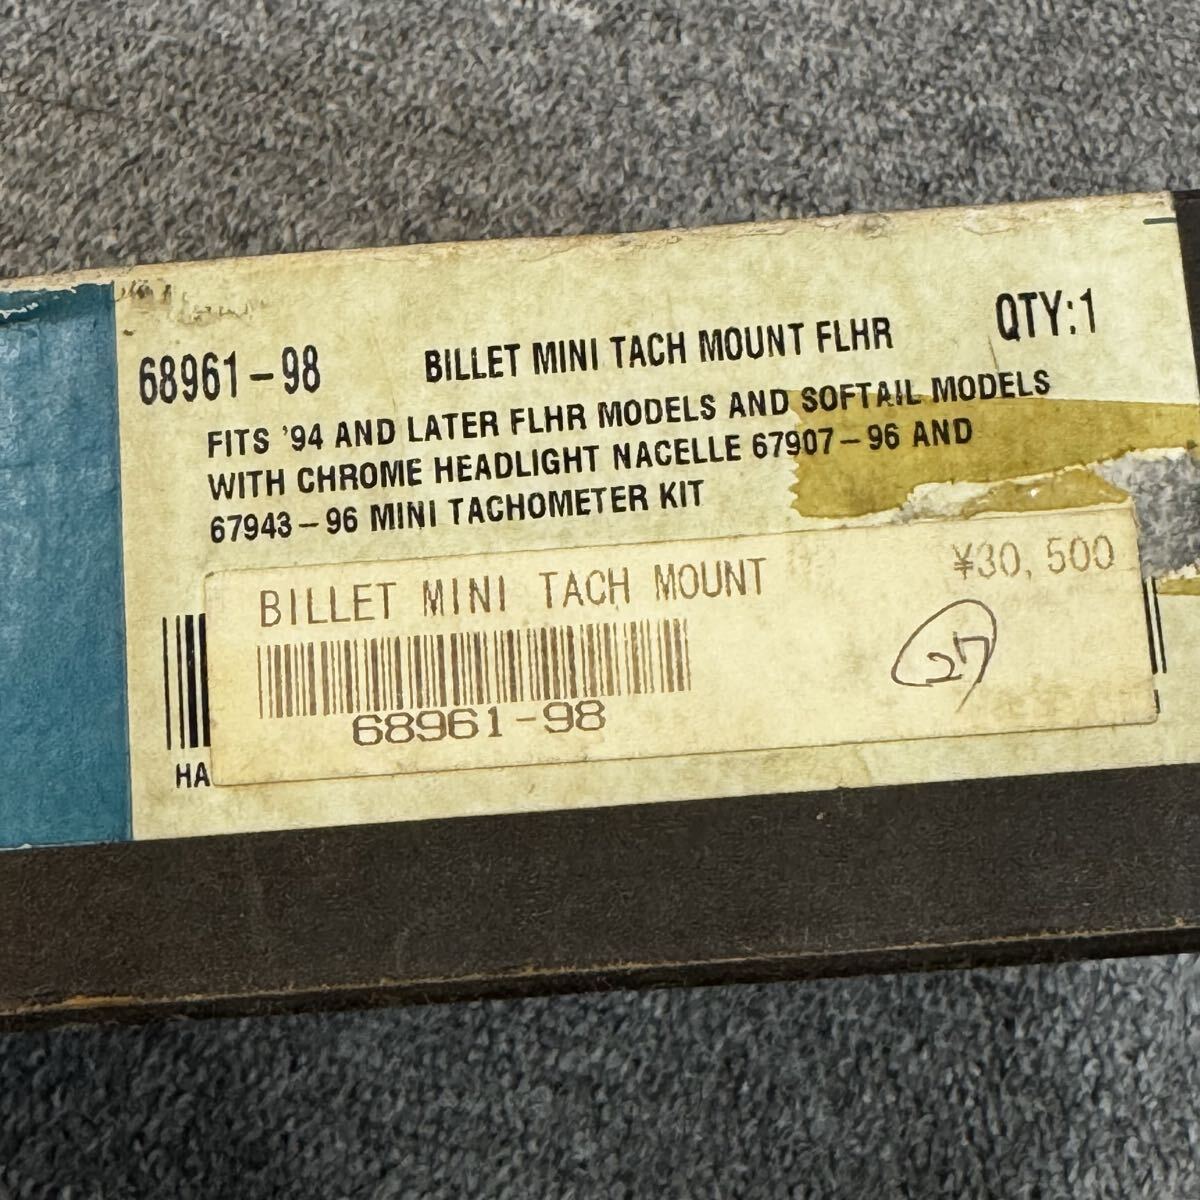 68961-98 BILLET MINI TACH MOUNT FLHR QTY:1
FITS '94 AND LATER FLHR MODELS AND SOFTAIL MODELS
WITH CHROME HEADLIGHT NACELLE 67907-96 AND
67943-96 MINI TACHOMETER KIT
BILLET MINI TACH MOUNT ¥30,500
27
68961-98
HA